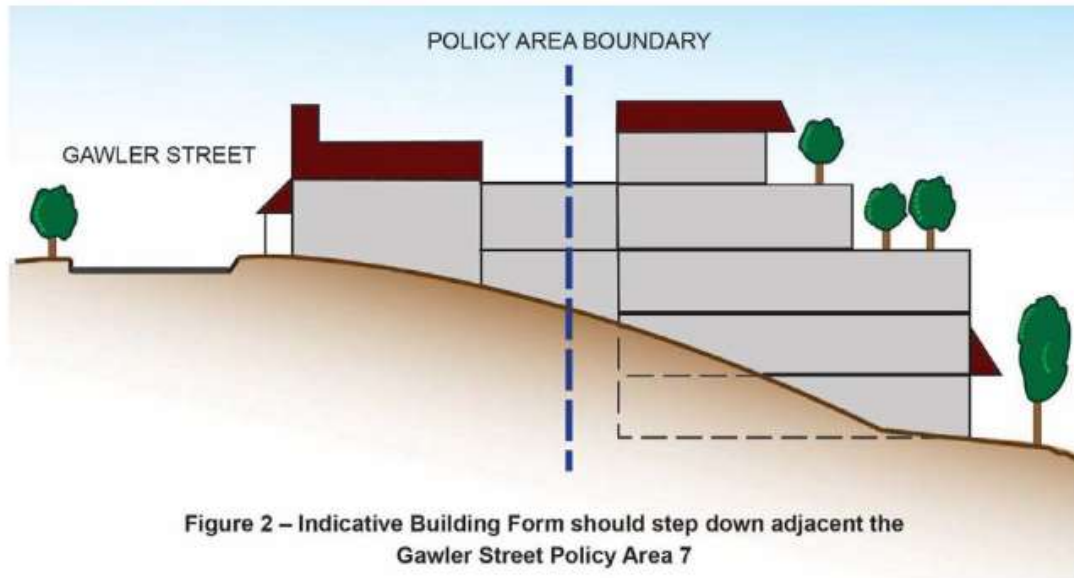 POLICY AREA BOUNDARY
GAWLER STREET
Figure 2 – Indicative Building Form should step down adjacent the
Gawler Street Policy Area 7